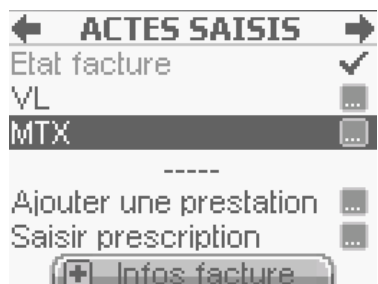 ACTES SAISIS
Etat facture
VL ...
MTX ...
-----
Ajouter une prestation ...
Saisir prescription ...
Infos facture